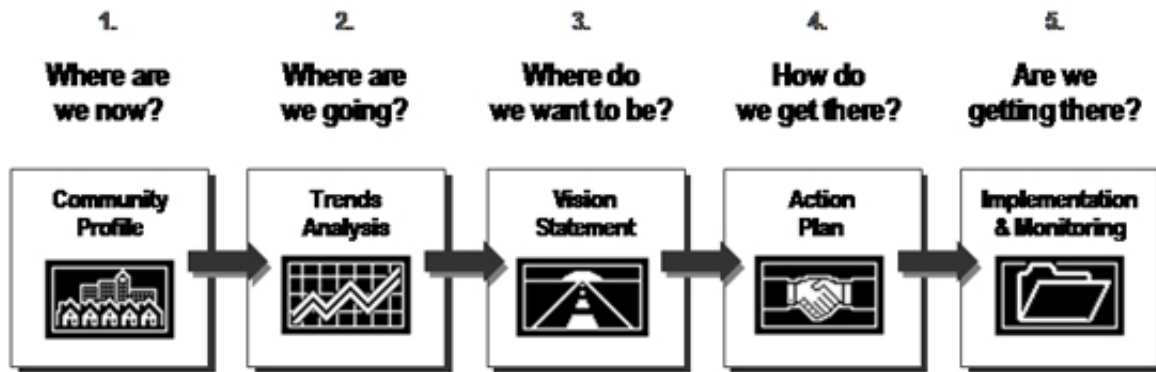 1.
2.
3.
4.
5.
Where are
we now?
Where are
we going?
Where do
we want to be?
How do
we get there?
Are we
getting there?
Community
Profile
Trends
Analysis
Vision
Statement
Action
Plan
Implementation
& Monitoring